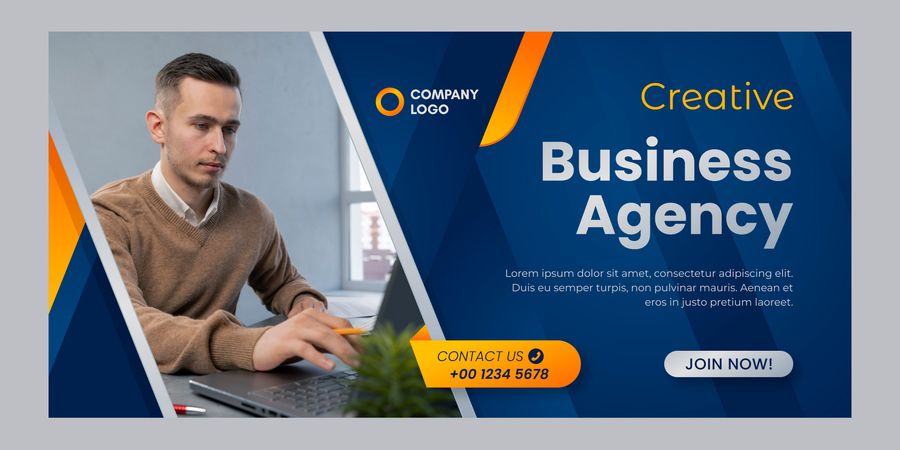 COMPANY
LOGO
Creative
Business
Agency
Lorem ipsum dolor sit amet, consectetur adipiscing elit.
Duis eu semper turpis, non pulvinar mauris. Aenean et
eros in justo pretium laoreet.
CONTACT US
+00 1234 5678
JOIN NOW!